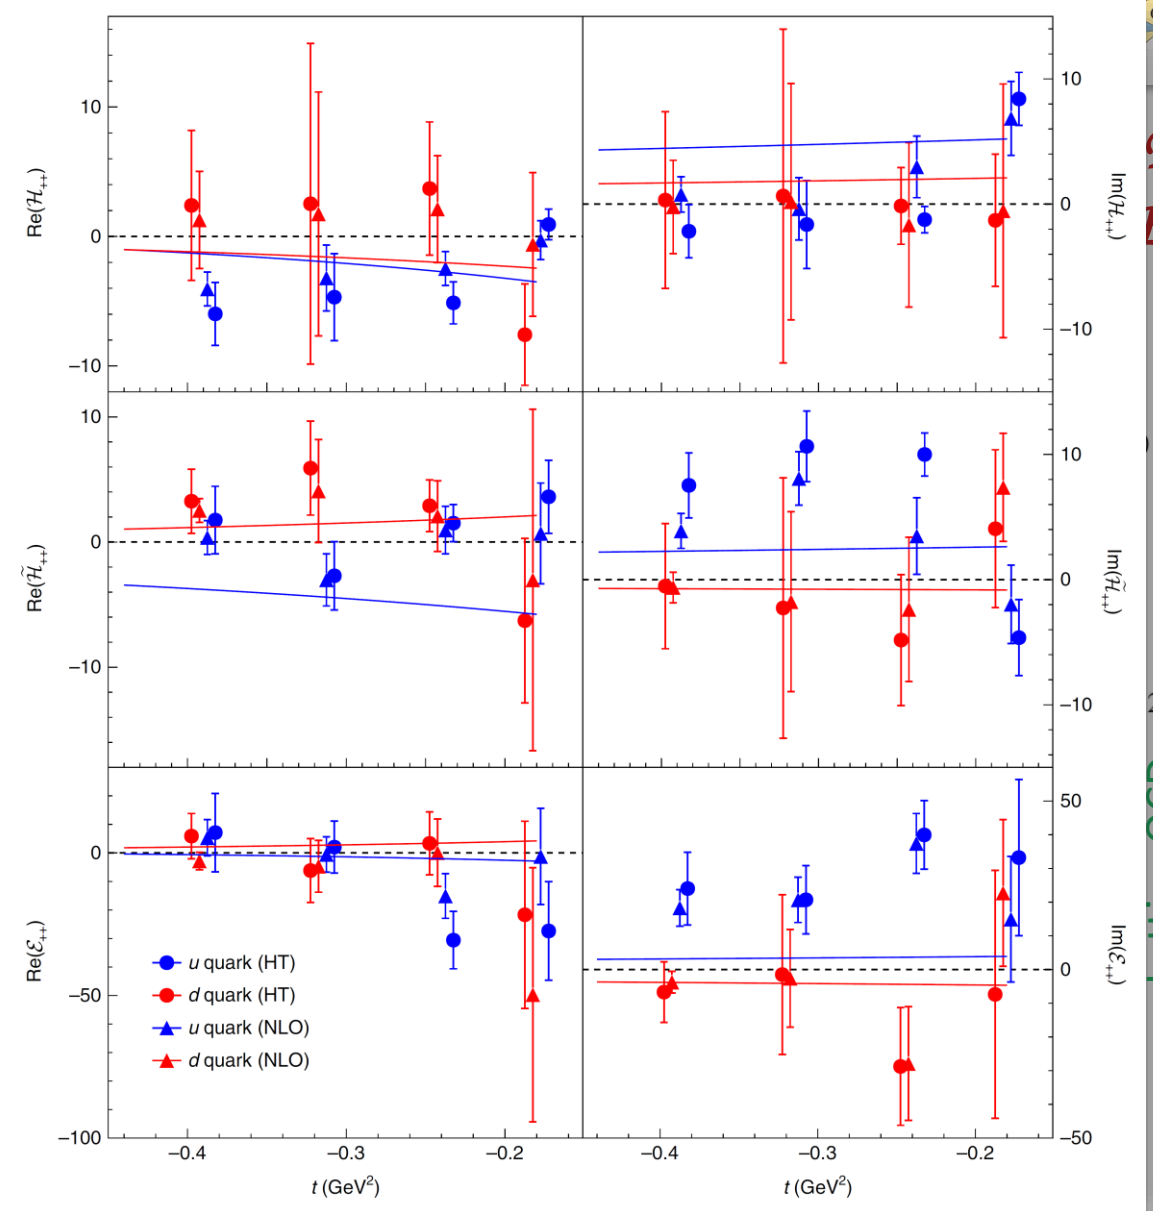 Re(ℋ₊₊)
10
0
−10
Im(ℋ₊₊)
10
0
−10
Re(ℋ̃₊₊)
10
0
−10
Im(ℋ̃₊₊)
10
0
−10
Re(ℰ₊₊)
0
−50
−100
u quark (HT)
d quark (HT)
u quark (NLO)
d quark (NLO)
Im(ℰ₊₊)
50
0
−50
−0.4 −0.3 −0.2
−0.4 −0.3 −0.2
t (GeV²)
t (GeV²)